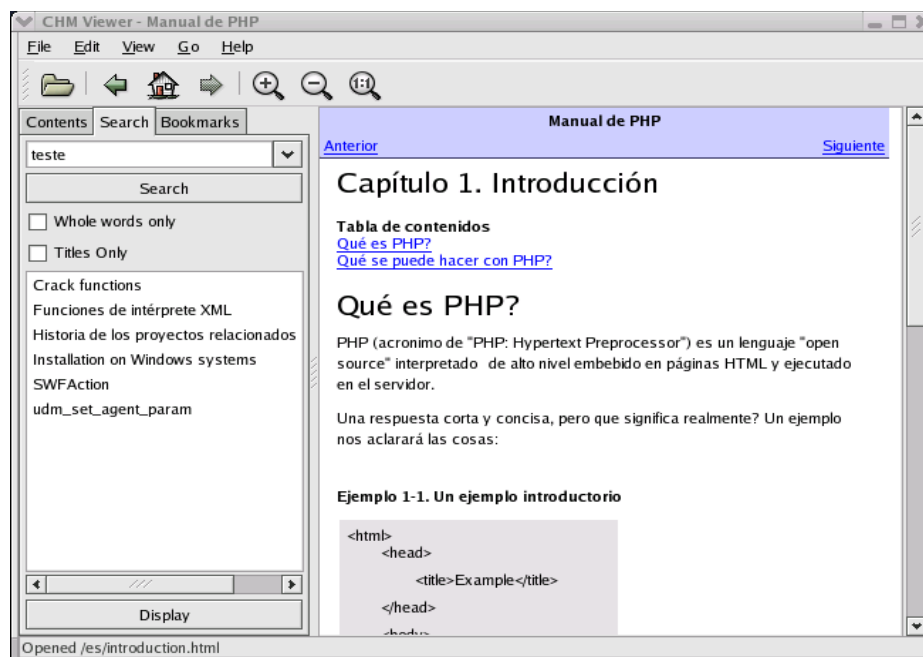 CHM Viewer - Manual de PHP
File Edit View Go Help
1:1
Contents Search Bookmarks
teste
Search
Whole words only
Titles Only
Crack functions
Funciones de intérprete XML
Historia de los proyectos relacionados
Installation on Windows systems
SWFAction
udm_set_agent_param
Display
Manual de PHP
Anterior Siguiente
Capítulo 1. Introducción
Tabla de contenidos
Qué es PHP?
Qué se puede hacer con PHP?
Qué es PHP?
PHP (acronimo de "PHP: Hypertext Preprocessor") es un lenguaje "open
source" interpretado de alto nivel embebido en páginas HTML y ejecutado
en el servidor.
Una respuesta corta y concisa, pero que significa realmente? Un ejemplo
nos aclarará las cosas:
Ejemplo 1-1. Un ejemplo introductorio
<html>
<head>
<title>Example</title>
</head>
<body>
Opened /es/introduction.html